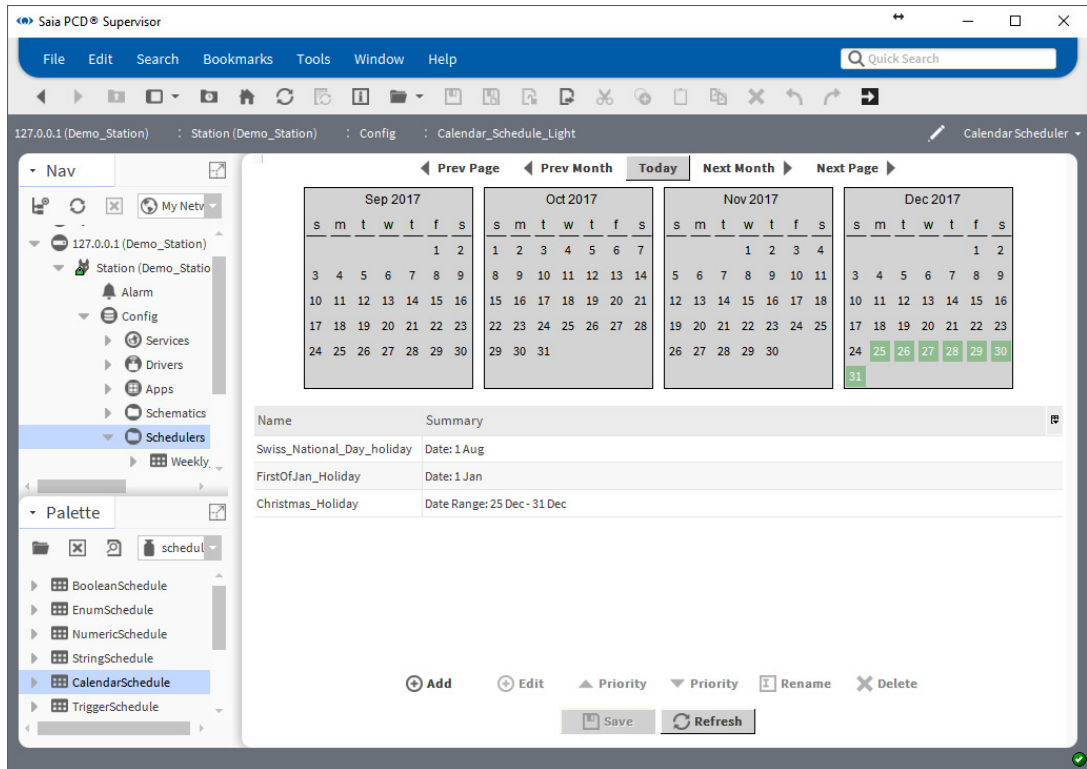 Saia PCD® Supervisor
File Edit Search Bookmarks Tools Window Help Quick Search
127.0.0.1 (Demo_Station) : Station (Demo_Station) : Config : Calendar_Schedule_Light Calendar Scheduler
Nav
My Netw
127.0.0.1 (Demo_Station)
Station (Demo_Statio
Alarm
Config
Services
Drivers
Apps
Schematics
Schedulers
Weekly_
Palette
schedul
BooleanSchedule
EnumSchedule
NumericSchedule
StringSchedule
CalendarSchedule
TriggerSchedule
Prev Page Prev Month Today Next Month Next Page
Sep 2017
s m t w t f s
1 2
3 4 5 6 7 8 9
10 11 12 13 14 15 16
17 18 19 20 21 22 23
24 25 26 27 28 29 30
Oct 2017
s m t w t f s
1 2 3 4 5 6 7
8 9 10 11 12 13 14
15 16 17 18 19 20 21
22 23 24 25 26 27 28
29 30 31
Nov 2017
s m t w t f s
1 2 3 4
5 6 7 8 9 10 11
12 13 14 15 16 17 18
19 20 21 22 23 24 25
26 27 28 29 30
Dec 2017
s m t w t f s
1 2
3 4 5 6 7 8 9
10 11 12 13 14 15 16
17 18 19 20 21 22 23
24 25 26 27 28 29 30
31
Name Summary
Swiss_National_Day_holiday Date: 1 Aug
FirstOfJan_Holiday Date: 1 Jan
Christmas_Holiday Date Range: 25 Dec - 31 Dec
Add Edit Priority Priority Rename Delete
Save Refresh